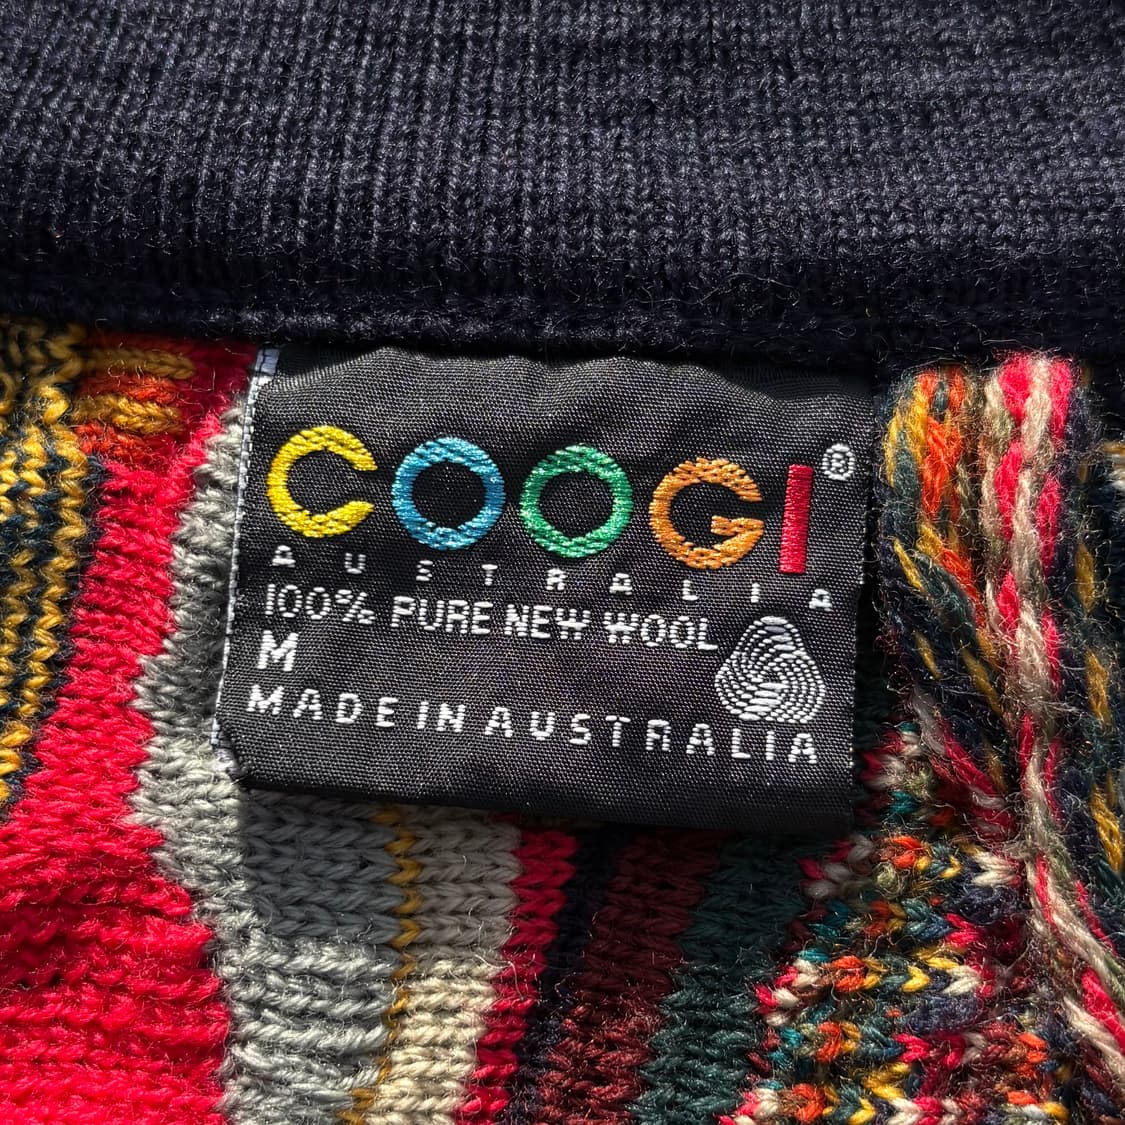 COOGI®
AUSTRALIA
100% PURE NEW WOOL
M
MADE IN AUSTRALIA